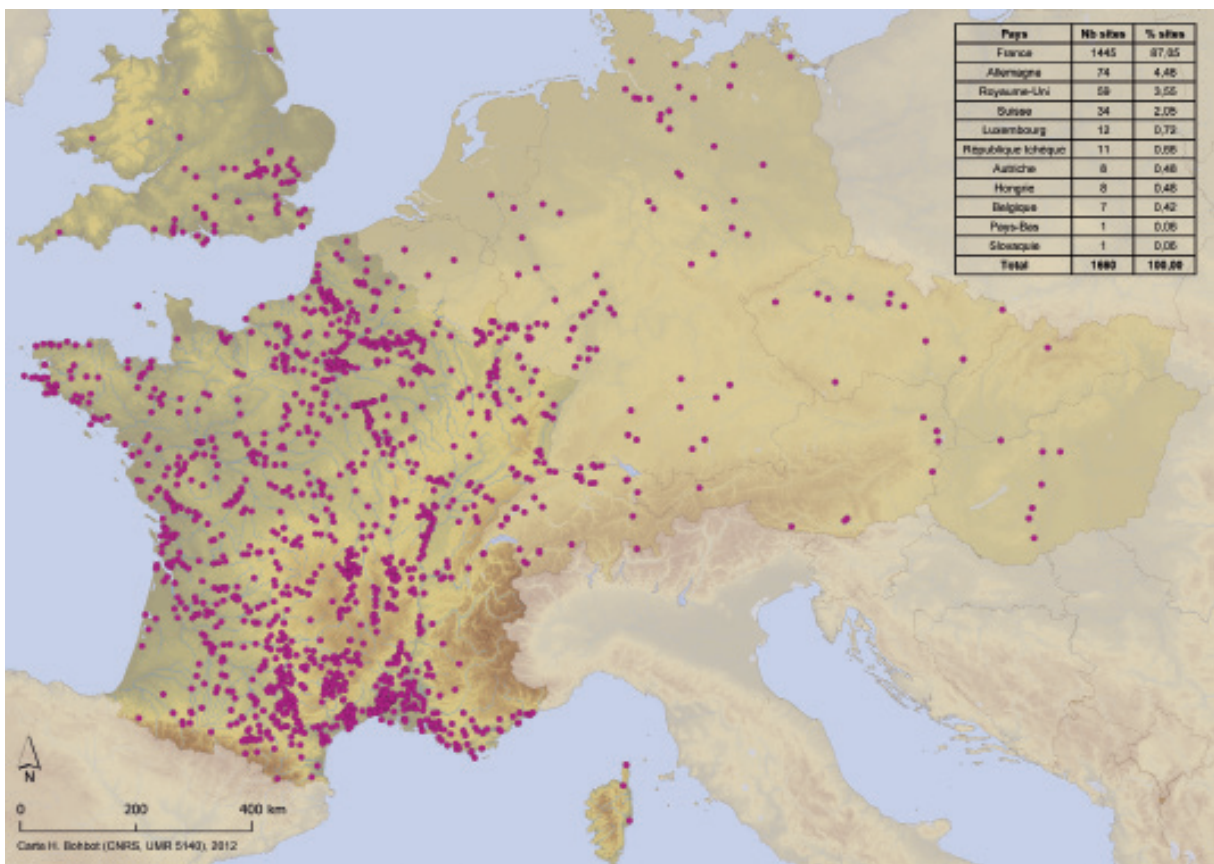 Pays Nb sites % sites
France 1445 87,05
Allemagne 74 4,46
Royaume-Uni 59 3,55
Suisse 34 2,05
Luxembourg 12 0,72
République tchèque 11 0,66
Autriche 8 0,48
Hongrie 8 0,48
Belgique 7 0,42
Pays-Bas 1 0,06
Slovaquie 1 0,06
Total 1660 100,00
N
0 200 400 km
Carte H. Bohbot (CNRS, UMR 5140), 2012